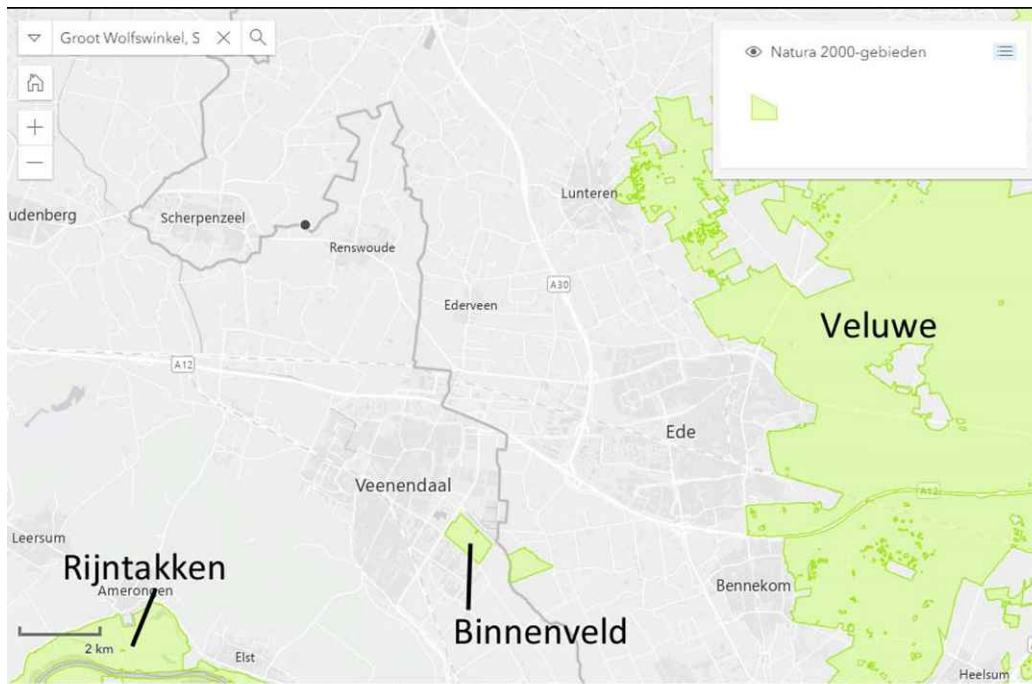 Groot Wolfswinkel, S
Natura 2000-gebieden
Lunteren
udenberg
Scherpenzeel
Renswoude
A30
Ederveen
Veluwe
A12
Ede
Veenendaal
A12
Leersum
Rijntakken
Amerongen
Bennekom
Binnenveld
2 km
Elst
Heelsum